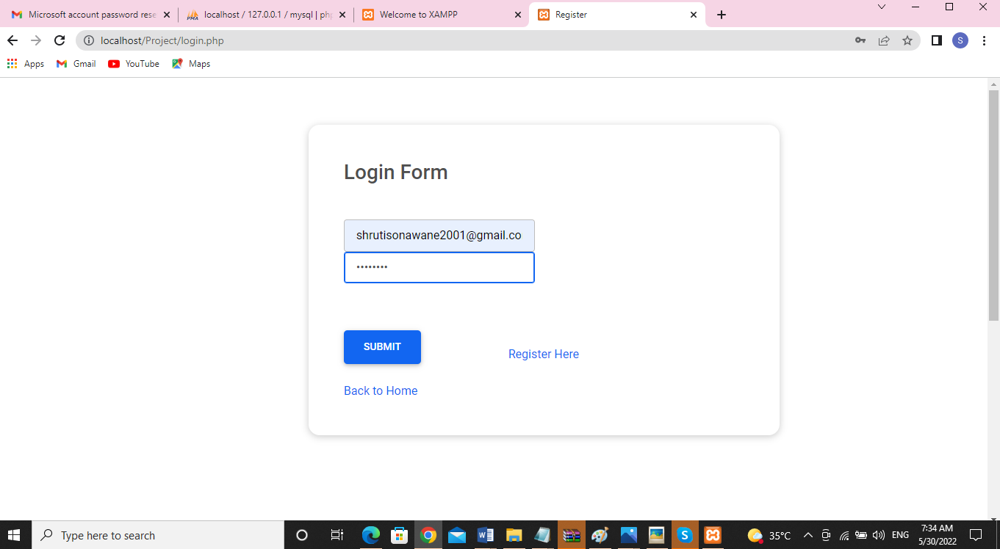 Microsoft account password rese
localhost / 127.0.0.1 / mysql | php
Welcome to XAMPP
Register
localhost/Project/login.php
S
Apps
Gmail
YouTube
Maps
Login Form
shrutisonawane2001@gmail.co
••••••••
SUBMIT
Register Here
Back to Home
Type here to search
35°C
ENG
7:34 AM
5/30/2022